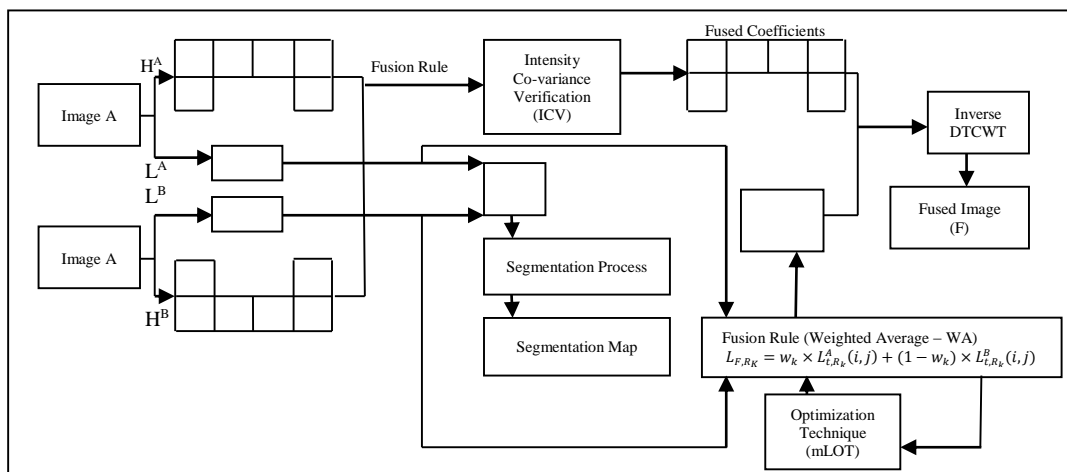 Fused Coefficients
H^A
Fusion Rule
Intensity
Co-variance
Verification
(ICV)
Image A
Inverse
DTCWT
L^A
L^B
Fused Image
(F)
Image A
Segmentation Process
H^B
Segmentation Map
Fusion Rule (Weighted Average – WA)
L_{F,R_K} = w_k × L^A_{t,R_k}(i,j) + (1 − w_k) × L^B_{t,R_k}(i,j)
Optimization
Technique
(mLOT)